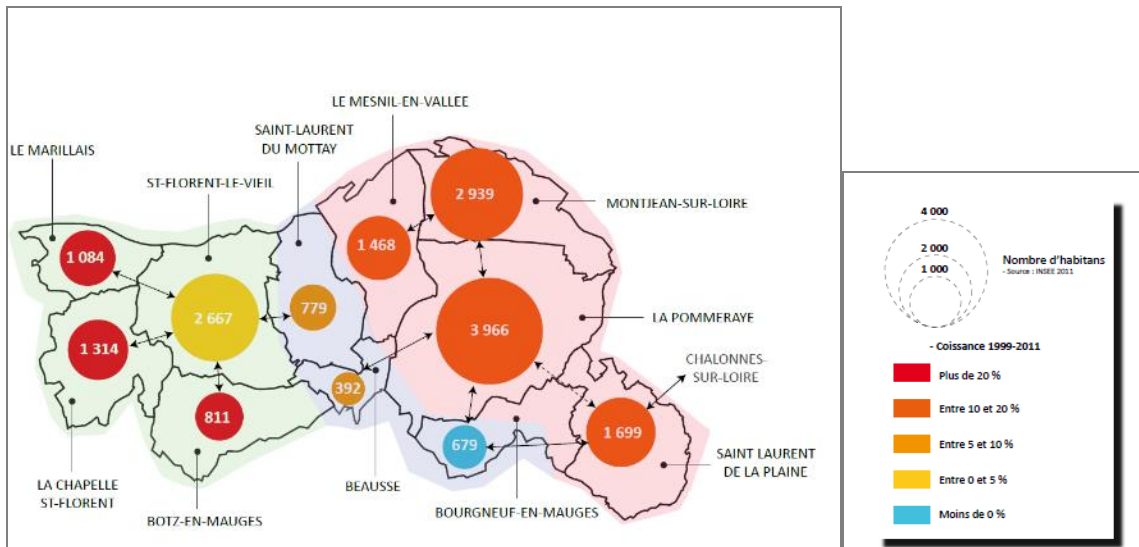 LE MESNIL-EN-VALLEE
SAINT-LAURENT
DU MOTTAY
LE MARILLAIS
ST-FLORENT-LE-VIEIL
2 939
MONTJEAN-SUR-LOIRE
1 468
1 084
779
2 667
3 966
LA POMMERAYE
1 314
CHALONNES-
SUR-LOIRE
392
811
679
1 699
SAINT LAURENT
DE LA PLAINE
LA CHAPELLE
ST-FLORENT
BEAUSSE
BOURGNEUF-EN-MAUGES
BOTZ-EN-MAUGES
4 000
2 000
1 000
Nombre d'habitans
- Source : INSEE 2011
- Coissance 1999-2011
Plus de 20 %
Entre 10 et 20 %
Entre 5 et 10 %
Entre 0 et 5 %
Moins de 0 %